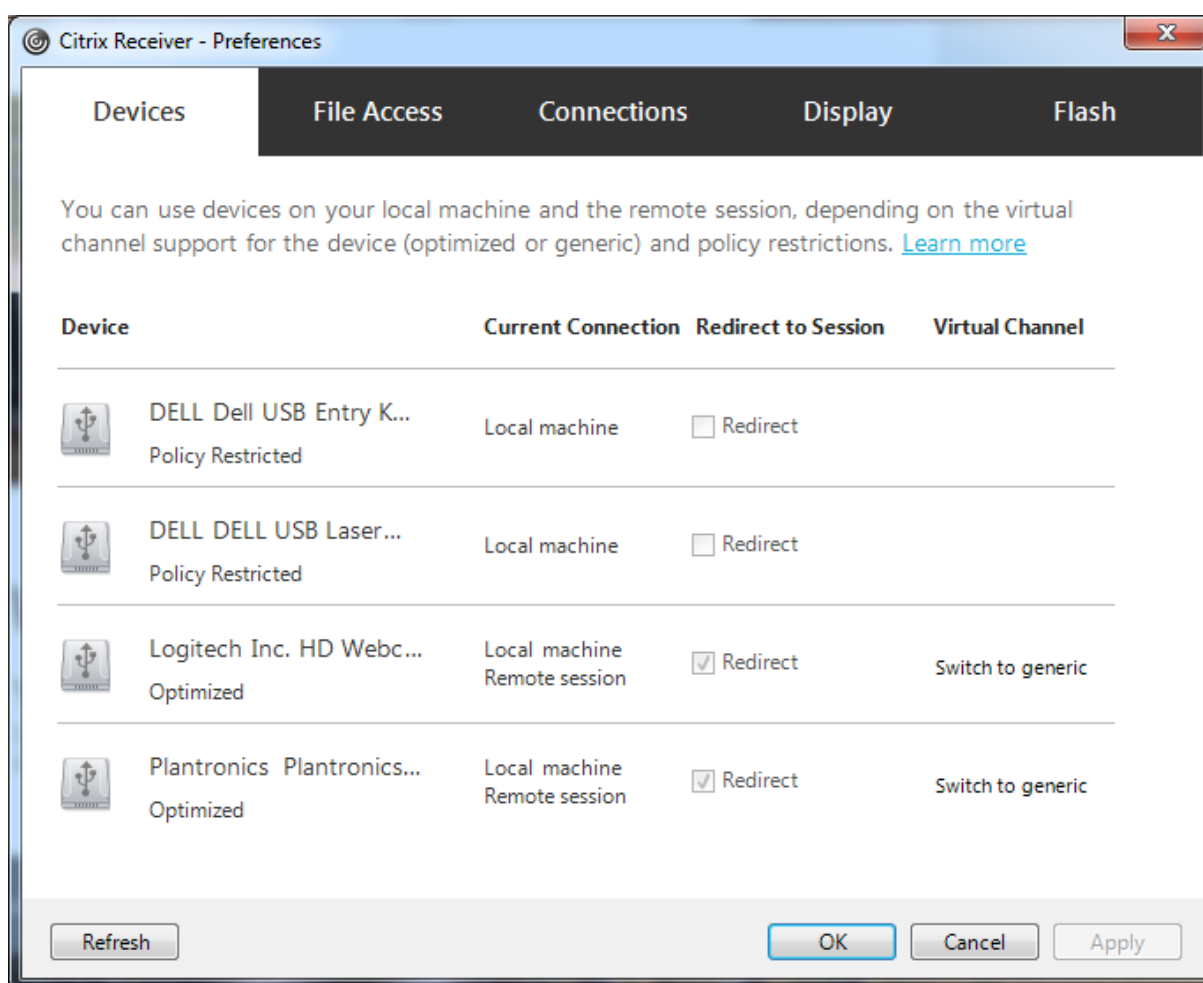 Citrix Receiver - Preferences
Devices File Access Connections Display Flash
You can use devices on your local machine and the remote session, depending on the virtual
channel support for the device (optimized or generic) and policy restrictions. Learn more
Device Current Connection Redirect to Session Virtual Channel
DELL Dell USB Entry K...
Policy Restricted
Local machine
Redirect
DELL DELL USB Laser...
Policy Restricted
Local machine
Redirect
Logitech Inc. HD Webc...
Optimized
Local machine
Remote session
Redirect
Switch to generic
Plantronics Plantronics...
Optimized
Local machine
Remote session
Redirect
Switch to generic
Refresh OK Cancel Apply